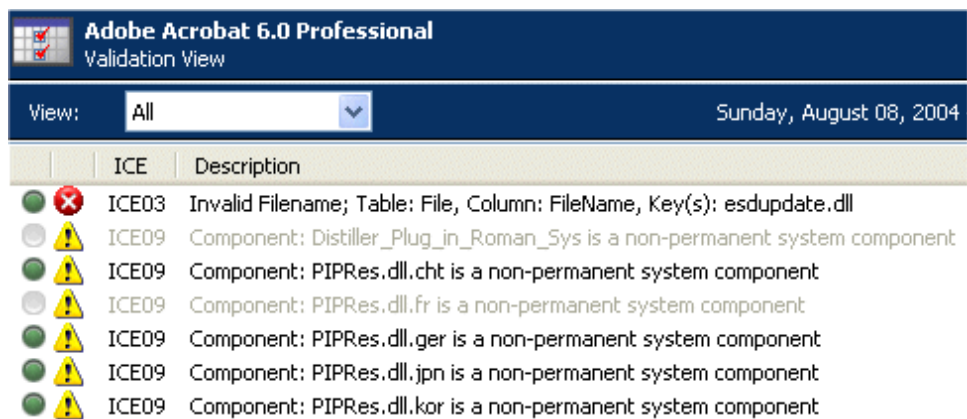 Adobe Acrobat 6.0 Professional
Validation View
View: All Sunday, August 08, 2004
ICE Description
ICE03 Invalid Filename; Table: File, Column: FileName, Key(s): esdupdate.dll
ICE09 Component: Distiller_Plug_in_Roman_Sys is a non-permanent system component
ICE09 Component: PIPRes.dll.cht is a non-permanent system component
ICE09 Component: PIPRes.dll.fr is a non-permanent system component
ICE09 Component: PIPRes.dll.ger is a non-permanent system component
ICE09 Component: PIPRes.dll.jpn is a non-permanent system component
ICE09 Component: PIPRes.dll.kor is a non-permanent system component